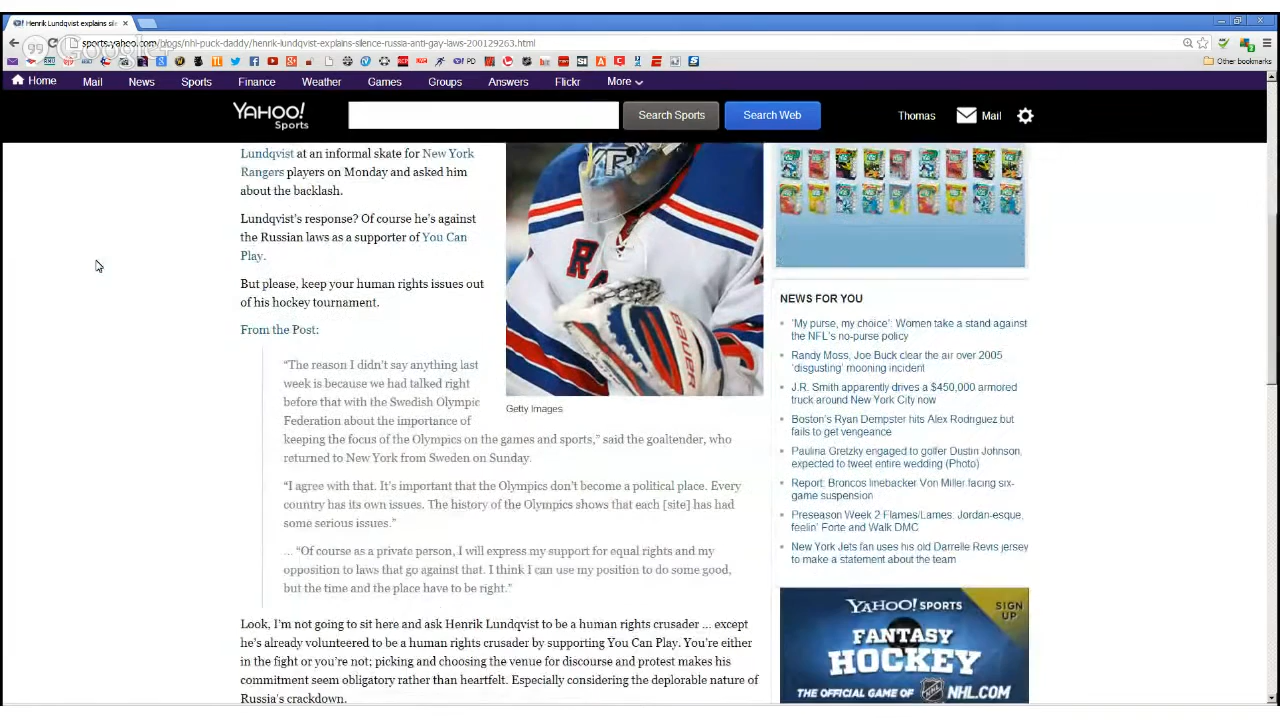 Henrik Lundqvist explains sile
sports.yahoo.com/blogs/nhl-puck-daddy/henrik-lundqvist-explains-silence-russia-anti-gay-laws-200129263.html
Google+
PD
Other bookmarks
Home Mail News Sports Finance Weather Games Groups Answers Flickr More
YAHOO!
Sports
Search Sports
Search Web
Thomas
Mail
Lundqvist at an informal skate for New York
Rangers players on Monday and asked him
about the backlash.
Lundqvist's response? Of course he's against
the Russian laws as a supporter of You Can
Play.
But please, keep your human rights issues out
of his hockey tournament.
From the Post:
“The reason I didn't say anything last
week is because we had talked right
before that with the Swedish Olympic
Federation about the importance of
keeping the focus of the Olympics on the games and sports,” said the goaltender, who
returned to New York from Sweden on Sunday.
“I agree with that. It's important that the Olympics don't become a political place. Every
country has its own issues. The history of the Olympics shows that each [site] has had
some serious issues.”
... “Of course as a private person, I will express my support for equal rights and my
opposition to laws that go against that. I think I can use my position to do some good,
but the time and the place have to be right.”
Look, I'm not going to sit here and ask Henrik Lundqvist to be a human rights crusader ... except
he's already volunteered to be a human rights crusader by supporting You Can Play. You're either
in the fight or you're not; picking and choosing the venue for discourse and protest makes his
commitment seem obligatory rather than heartfelt. Especially considering the deplorable nature of
Russia's crackdown.
BAUER
Getty Images
NEWS FOR YOU
'My purse, my choice': Women take a stand against
the NFL's no-purse policy
Randy Moss, Joe Buck clear the air over 2005
'disgusting' mooning incident
J.R. Smith apparently drives a $450,000 armored
truck around New York City now
Boston's Ryan Dempster hits Alex Rodriguez but
fails to get vengeance
Paulina Gretzky engaged to golfer Dustin Johnson,
expected to tweet entire wedding (Photo)
Report: Broncos linebacker Von Miller facing six-
game suspension
Preseason Week 2 Flames/Lames: Jordan-esque,
feelin' Forte and Walk DMC
New York Jets fan uses his old Darrelle Revis jersey
to make a statement about the team
YAHOO! SPORTS
SIGN
UP
FANTASY
HOCKEY
THE OFFICIAL GAME OF NHL.COM